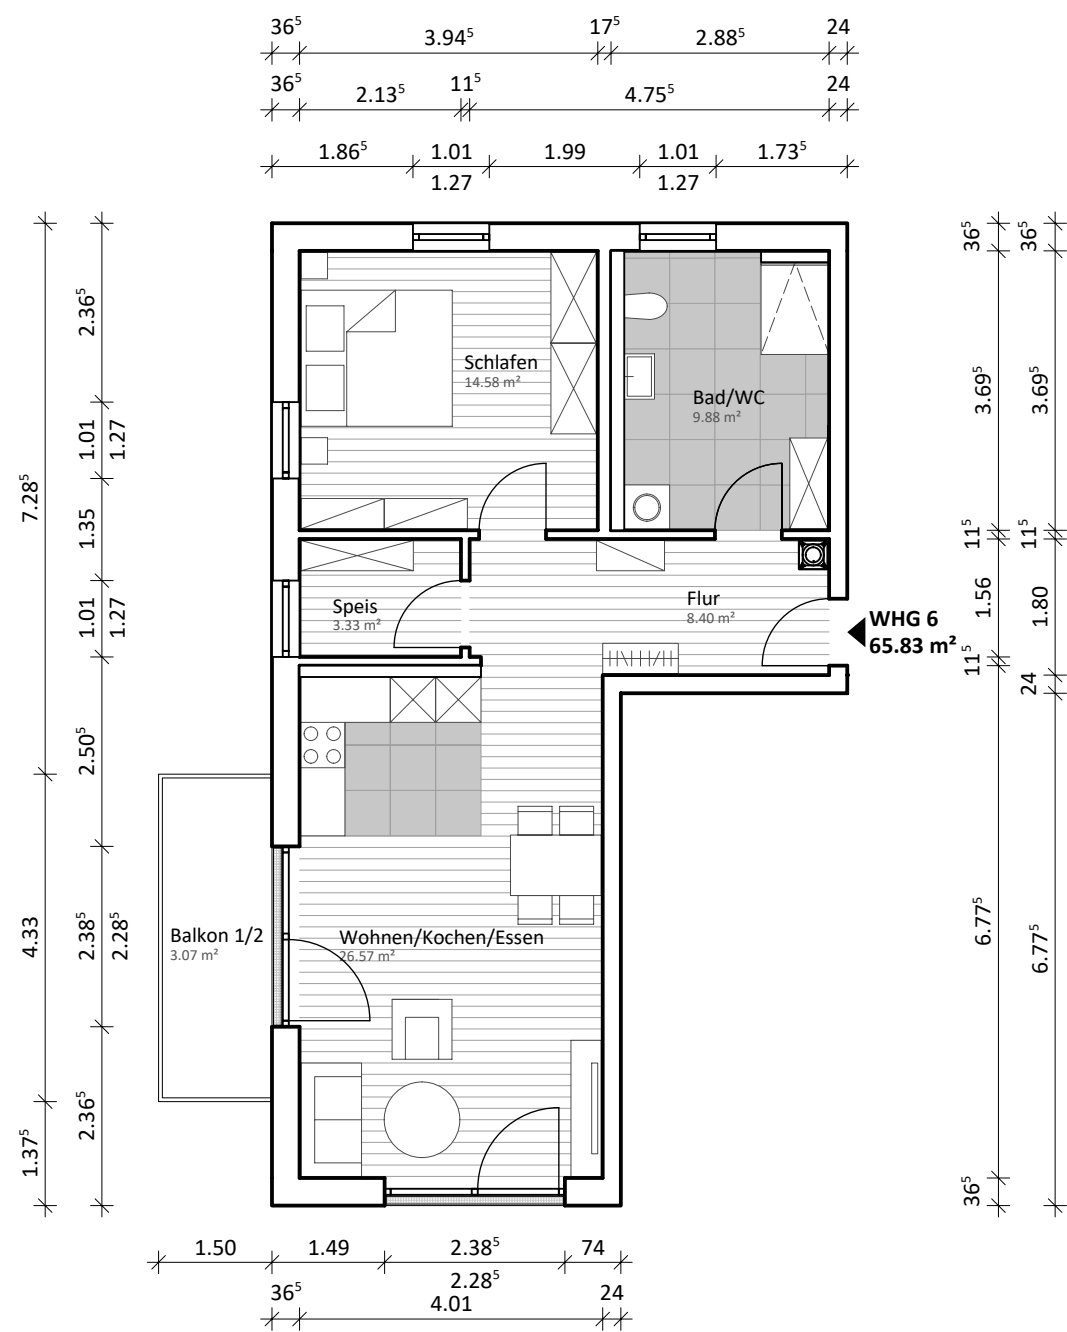 36⁵ 3.94⁵ 17⁵ 2.88⁵ 24
36⁵ 2.13⁵ 11⁵ 4.75⁵ 24
1.86⁵ 1.01 1.99 1.01 1.73⁵
1.27 1.27
7.28⁵
4.33
1.37⁵
2.36⁵
1.01
1.27
1.35
1.01
1.27
2.50⁵
2.38⁵
2.28⁵
2.36⁵
Schlafen
14.58 m²
Bad/WC
9.88 m²
Speis
3.33 m²
Flur
8.40 m²
WHG 6
65.83 m²
Balkon 1/2
3.07 m²
Wohnen/Kochen/Essen
26.57 m²
36⁵
3.69⁵
11⁵
1.56
11⁵
6.77⁵
36⁵
36⁵
3.69⁵
11⁵
1.80
24
6.77⁵
1.50 1.49 2.38⁵ 74
2.28⁵
36⁵ 4.01 24